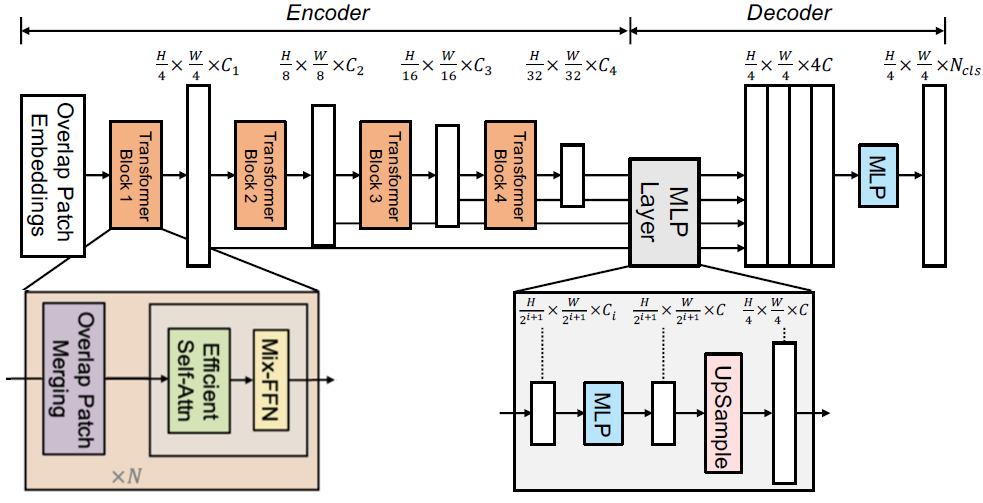 Encoder
Decoder
H/4 × W/4 × C₁
H/8 × W/8 × C₂
H/16 × W/16 × C₃
H/32 × W/32 × C₄
H/4 × W/4 × 4C
H/4 × W/4 × N_cls
Overlap Patch
Embeddings
Transformer
Block 1
Transformer
Block 2
Transformer
Block 3
Transformer
Block 4
MLP
Layer
MLP
Overlap Patch
Merging
Efficient
Self-Attn
Mix-FFN
×N
H/2^{i+1} × W/2^{i+1} × C_i
H/2^{i+1} × W/2^{i+1} × C
H/4 × W/4 × C
MLP
UpSample